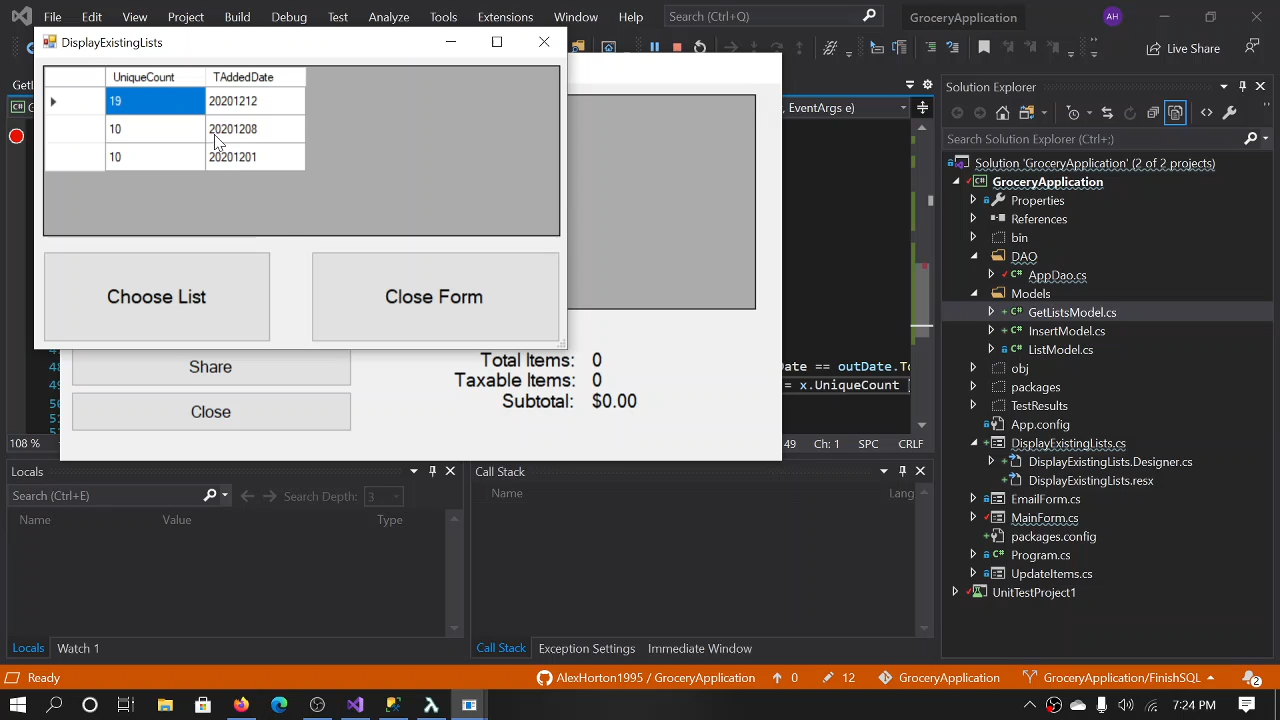 File Edit View Project Build Debug Test Analyze Tools Extensions Window Help Search (Ctrl+Q) GroceryApplication AH
DisplayExistingLists
Live Share
UniqueCount TAddedDate
19 20201212
10 20201208
10 20201201
Choose List Close Form
Share
Close
Total Items: 0
Taxable Items: 0
Subtotal: $0.00
EventArgs e)
Date == outDate.To
= x.UniqueCount
108 %
49 Ch: 1 SPC CRLF
Solution Explorer
Search Solution Explorer (Ctrl+;)
Solution 'GroceryApplication' (2 of 2 projects)
GroceryApplication
Properties
References
bin
DAO
AppDao.cs
Models
GetListsModel.cs
InsertModel.cs
ListModel.cs
obj
packages
TestResults
App.config
DisplayExistingLists.cs
DisplayExistingLists.Designer.cs
DisplayExistingLists.resx
EmailForm.cs
MainForm.cs
packages.config
Program.cs
UpdateItems.cs
UnitTestProject1
Locals
Search (Ctrl+E) Search Depth: 3
Name Value Type
Locals Watch 1
Call Stack
Name Lang
Call Stack Exception Settings Immediate Window
Ready AlexHorton1995 / GroceryApplication 0 12 GroceryApplication GroceryApplication/FinishSQL 2
7:24 PM